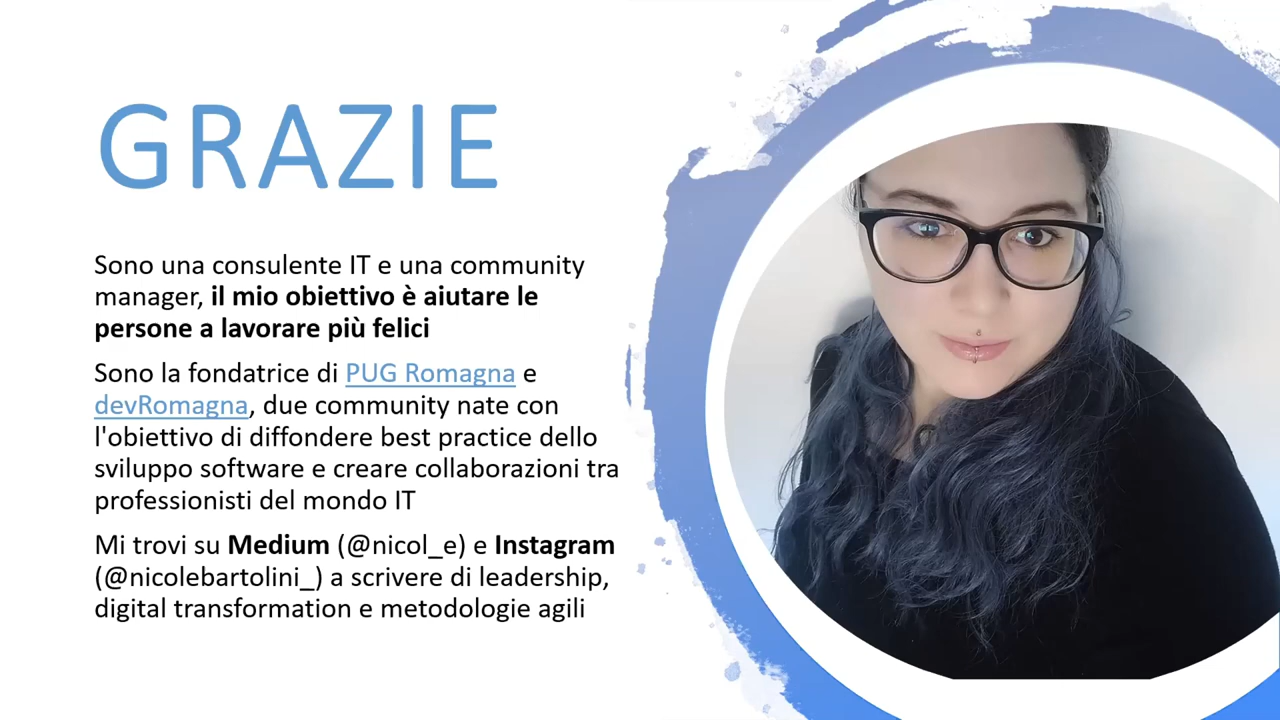 GRAZIE
Sono una consulente IT e una community
manager, il mio obiettivo è aiutare le
persone a lavorare più felici
Sono la fondatrice di PUG Romagna e
devRomagna, due community nate con
l'obiettivo di diffondere best practice dello
sviluppo software e creare collaborazioni tra
professionisti del mondo IT
Mi trovi su Medium (@nicol_e) e Instagram
(@nicolebartolini_) a scrivere di leadership,
digital transformation e metodologie agili